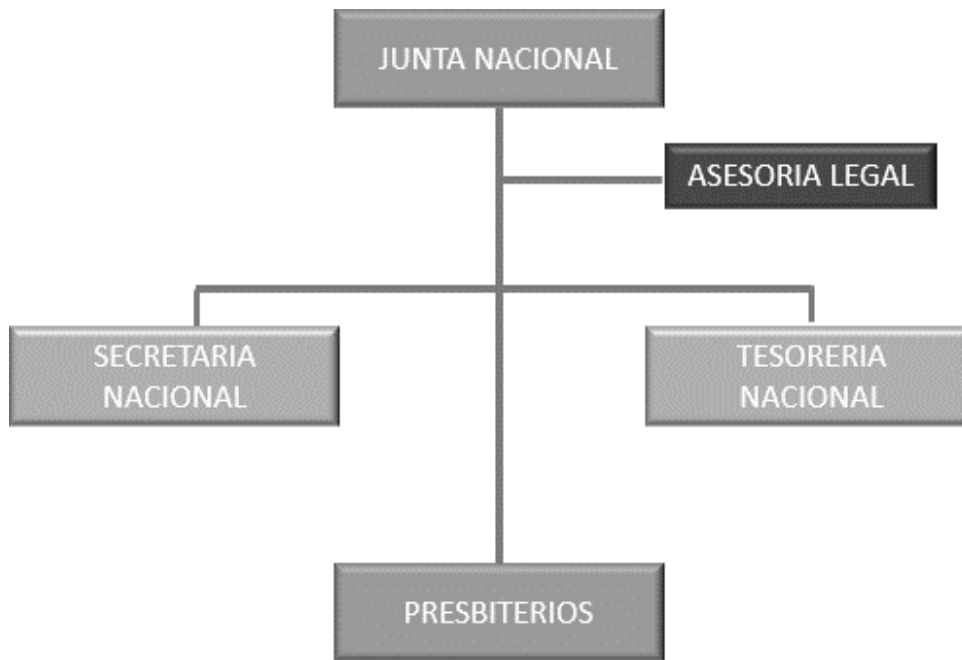 JUNTA NACIONAL
ASESORIA LEGAL
SECRETARIA
NACIONAL
TESORERIA
NACIONAL
PRESBITERIOS